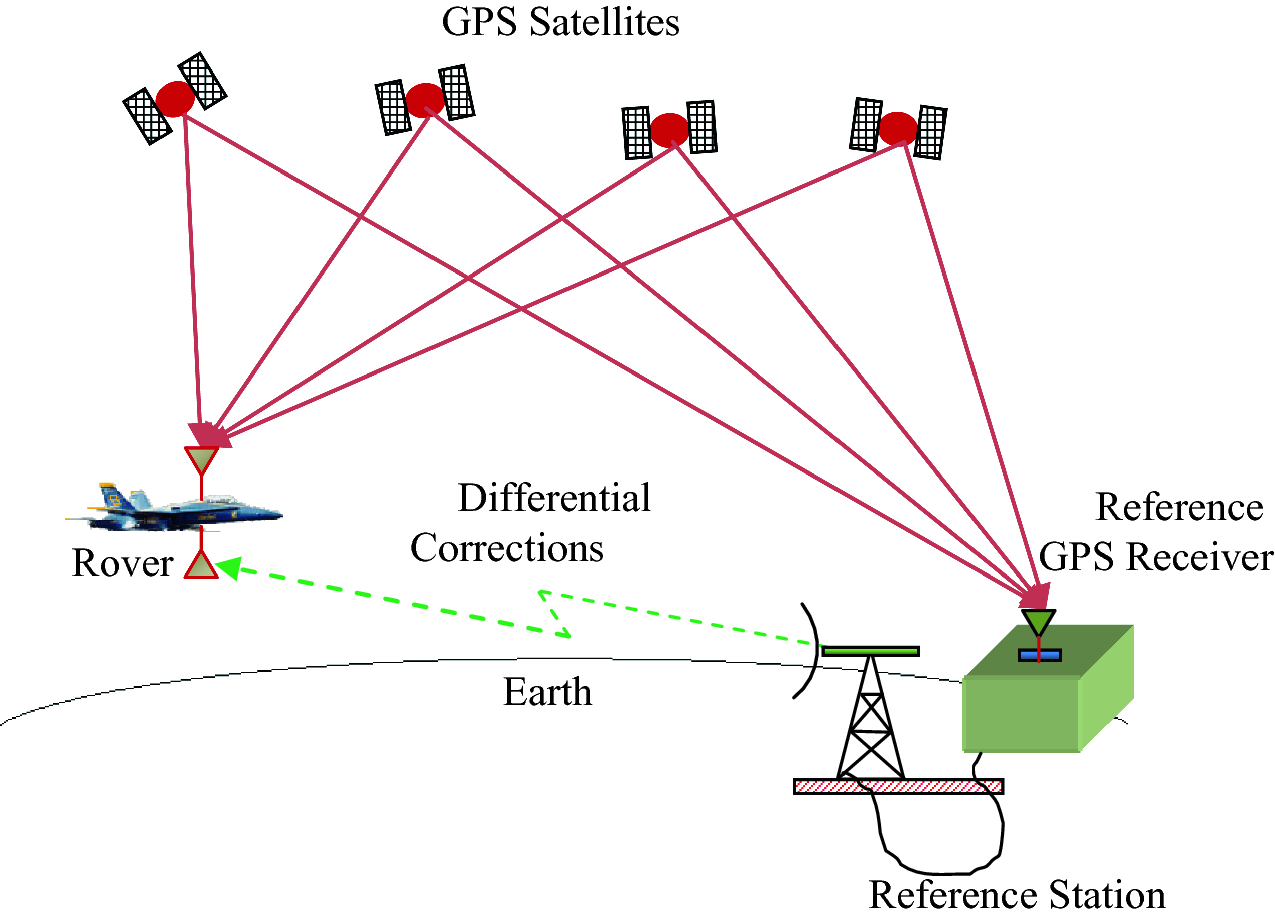 GPS Satellites
Differential
Corrections
Reference
GPS Receiver
Rover
Earth
Reference Station